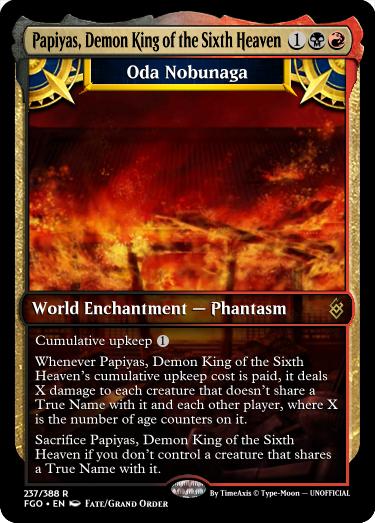 Papiyas, Demon King of the Sixth Heaven 1
Oda Nobunaga
World Enchantment — Phantasm
Cumulative upkeep 1
Whenever Papiyas, Demon King of the Sixth
Heaven's cumulative upkeep cost is paid, it deals
X damage to each creature that doesn't share a
True Name with it and each other player, where X
is the number of age counters on it.
Sacrifice Papiyas, Demon King of the Sixth
Heaven if you don't control a creature that shares
a True Name with it.
237/388 R
FGO • EN Fate/Grand Order
By TimeAxis © Type-Moon — UNOFFICIAL